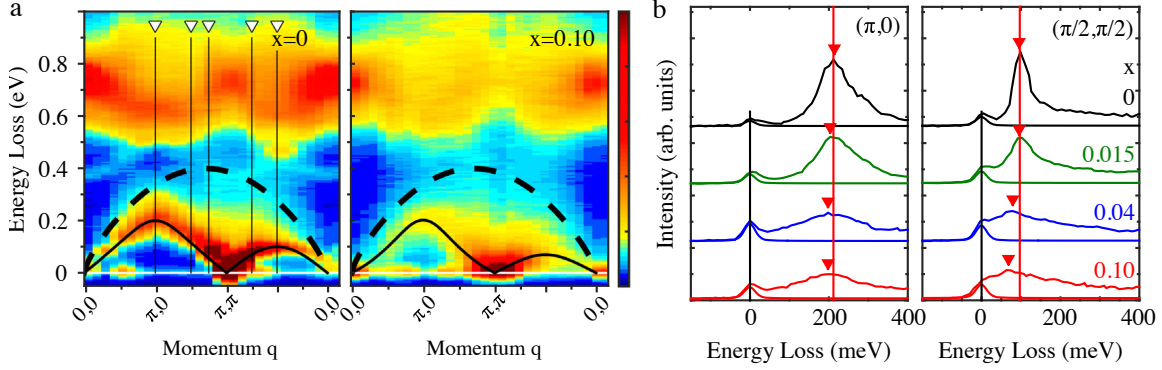 a
x=0
x=0.10
Energy Loss (eV)
0.8
0.6
0.4
0.2
0
0,0
π,0
π,π
0,0
0,0
π,0
π,π
0,0
Momentum q
Momentum q
b
(π,0)
(π/2,π/2)
x
0
0.015
0.04
0.10
Intensity (arb. units)
0
200
400
0
200
400
Energy Loss (meV)
Energy Loss (meV)